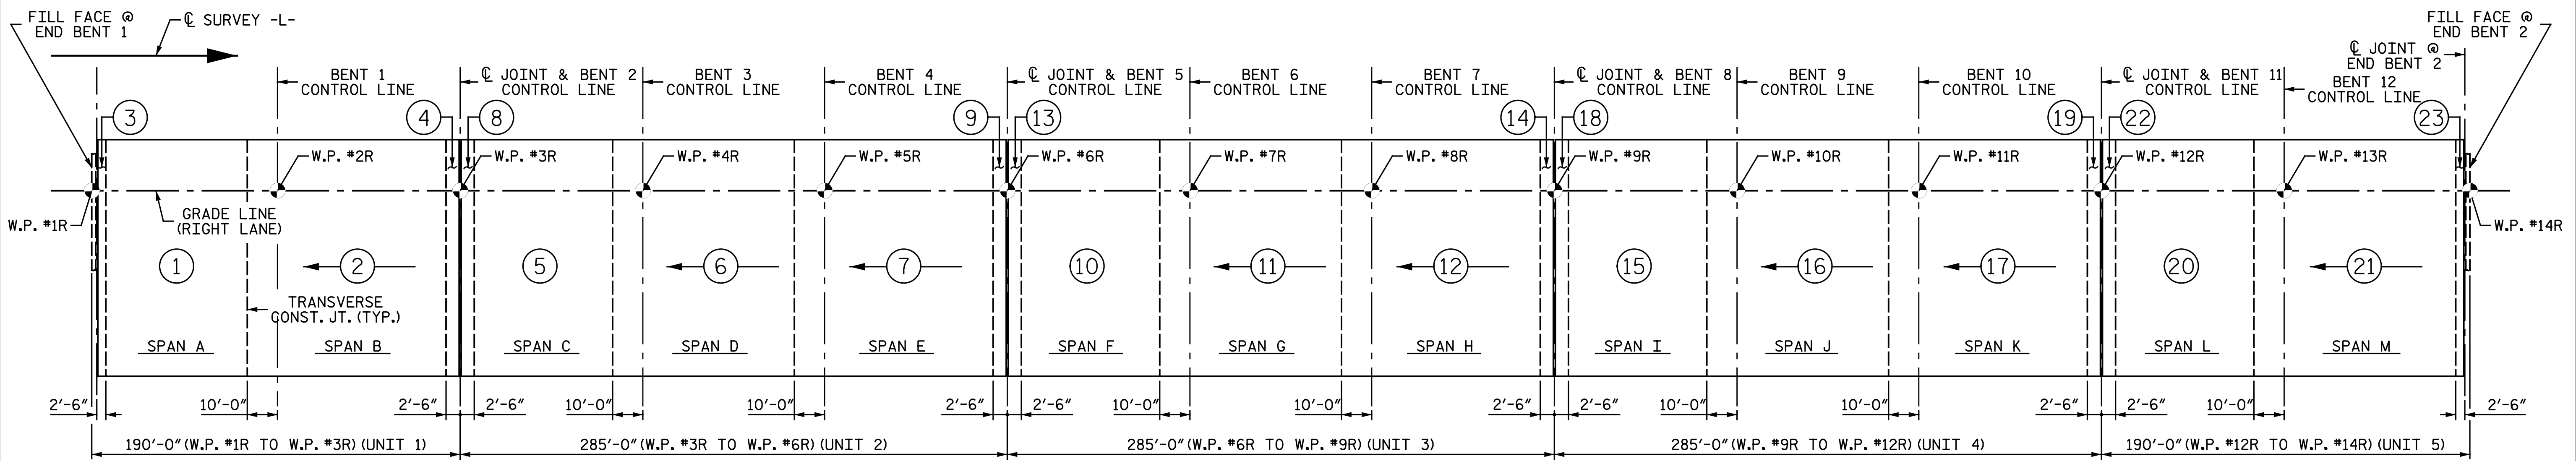 FILL FACE @
END BENT 1
℄ SURVEY -L-
FILL FACE @
END BENT 2
℄ JOINT @
END BENT 2
BENT 1
CONTROL LINE
℄ JOINT & BENT 2
CONTROL LINE
BENT 3
CONTROL LINE
BENT 4
CONTROL LINE
℄ JOINT & BENT 5
CONTROL LINE
BENT 6
CONTROL LINE
BENT 7
CONTROL LINE
℄ JOINT & BENT 8
CONTROL LINE
BENT 9
CONTROL LINE
BENT 10
CONTROL LINE
℄ JOINT & BENT 11
CONTROL LINE
BENT 12
CONTROL LINE
3
4
8
9
13
14
18
19
22
23
W.P. #2R
W.P. #3R
W.P. #4R
W.P. #5R
W.P. #6R
W.P. #7R
W.P. #8R
W.P. #9R
W.P. #10R
W.P. #11R
W.P. #12R
W.P. #13R
W.P. #1R
GRADE LINE
(RIGHT LANE)
W.P. #14R
1
2
5
6
7
10
11
12
15
16
17
20
21
TRANSVERSE
CONST. JT. (TYP.)
SPAN A
SPAN B
SPAN C
SPAN D
SPAN E
SPAN F
SPAN G
SPAN H
SPAN I
SPAN J
SPAN K
SPAN L
SPAN M
2'-6"
10'-0"
2'-6"
2'-6"
10'-0"
10'-0"
2'-6"
2'-6"
10'-0"
10'-0"
2'-6"
2'-6"
10'-0"
10'-0"
2'-6"
2'-6"
10'-0"
2'-6"
190'-0" (W.P. #1R TO W.P. #3R) (UNIT 1)
285'-0" (W.P. #3R TO W.P. #6R) (UNIT 2)
285'-0" (W.P. #6R TO W.P. #9R) (UNIT 3)
285'-0" (W.P. #9R TO W.P. #12R) (UNIT 4)
190'-0" (W.P. #12R TO W.P. #14R) (UNIT 5)